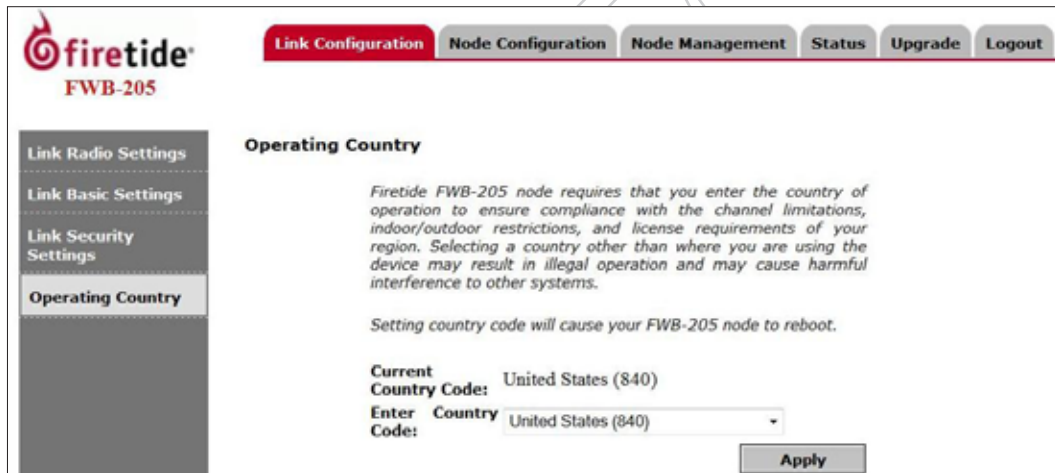 firetide
FWB-205
Link Configuration
Node Configuration
Node Management
Status
Upgrade
Logout
Link Radio Settings
Link Basic Settings
Link Security
Settings
Operating Country
Operating Country
Firetide FWB-205 node requires that you enter the country of
operation to ensure compliance with the channel limitations,
indoor/outdoor restrictions, and license requirements of your
region. Selecting a country other than where you are using the
device may result in illegal operation and may cause harmful
interference to other systems.
Setting country code will cause your FWB-205 node to reboot.
Current
Country Code:
United States (840)
Enter Country
Code:
United States (840)
Apply